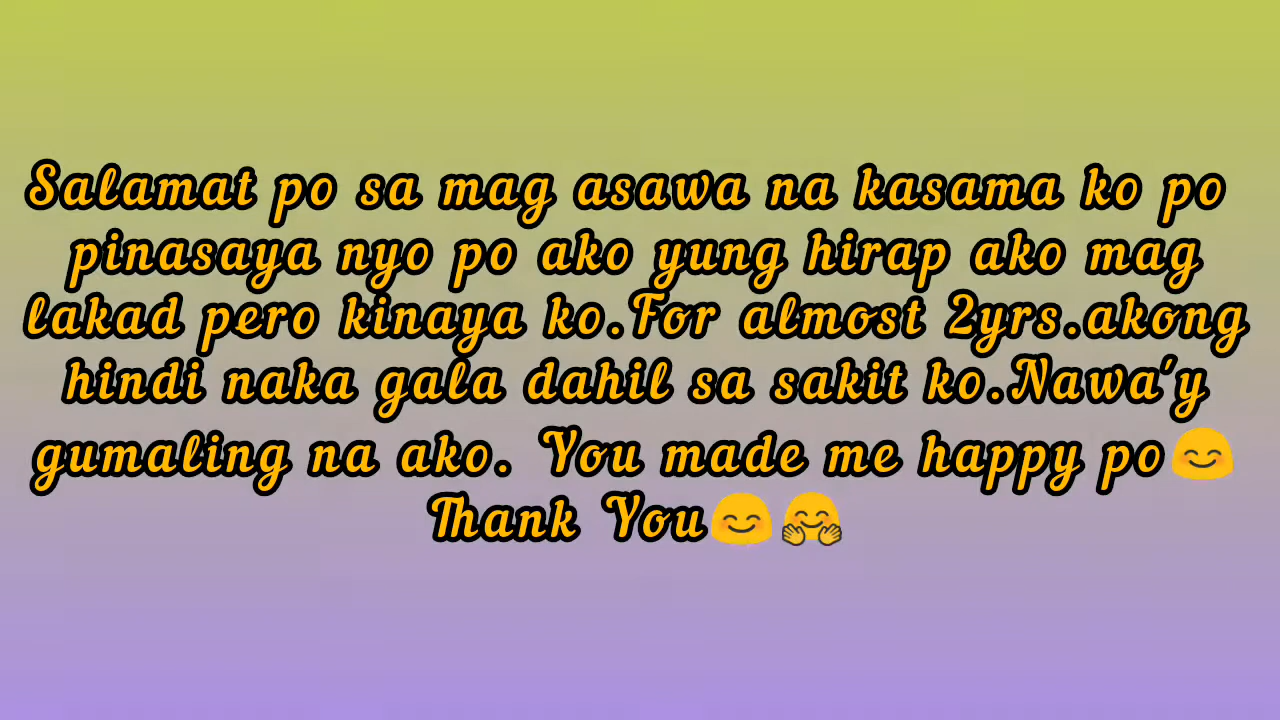 Salamat po sa mag asawa na kasama ko po
pinasaya nyo po ako yung hirap ako mag
lakad pero kinaya ko.For almost 2yrs.akong
hindi naka gala dahil sa sakit ko.Nawa'y
gumaling na ako. You made me happy po😊
Thank You😊🤗